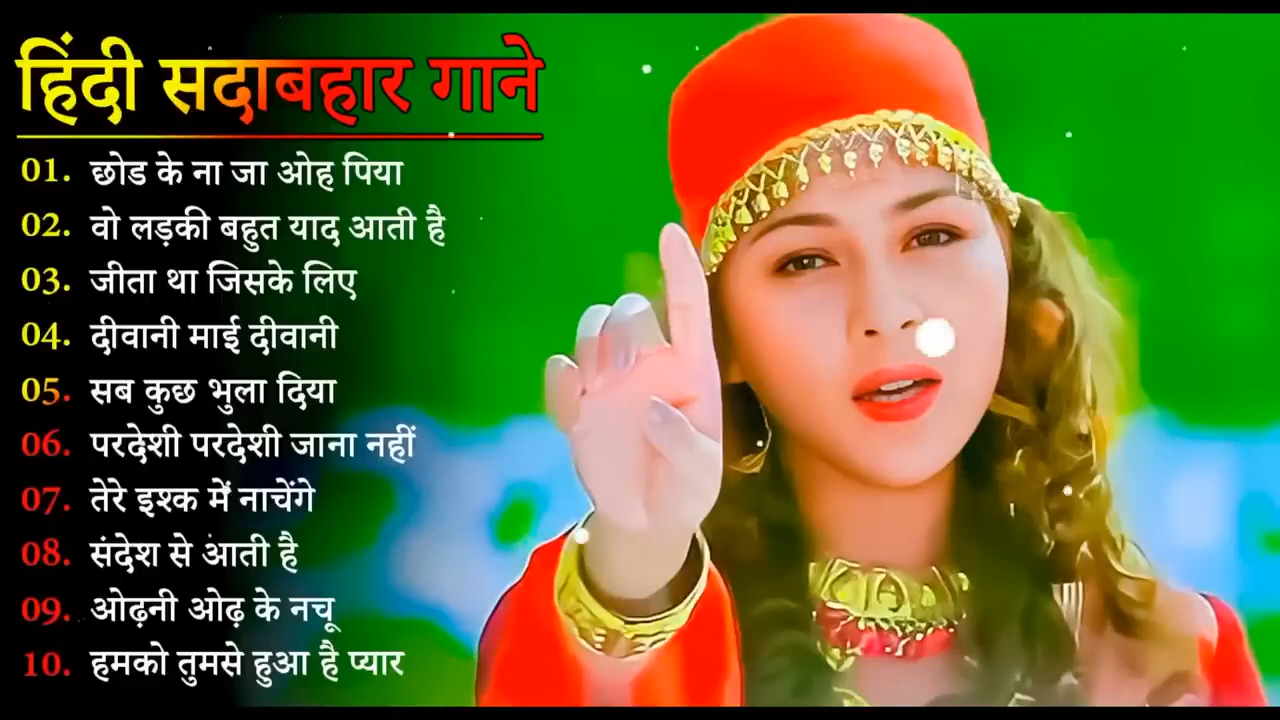 हिंदी सदाबहार गाने
01. छोड के ना जा ओह पिया
02. वो लड़की बहुत याद आती है
03. जीता था जिसके लिए
04. दीवानी माई दीवानी
05. सब कुछ भुला दिया
06. परदेशी परदेशी जाना नहीं
07. तेरे इश्क में नाचेंगे
08. संदेश से आती है
09. ओढ़नी ओढ़ के नचू
10. हमको तुमसे हुआ है प्यार